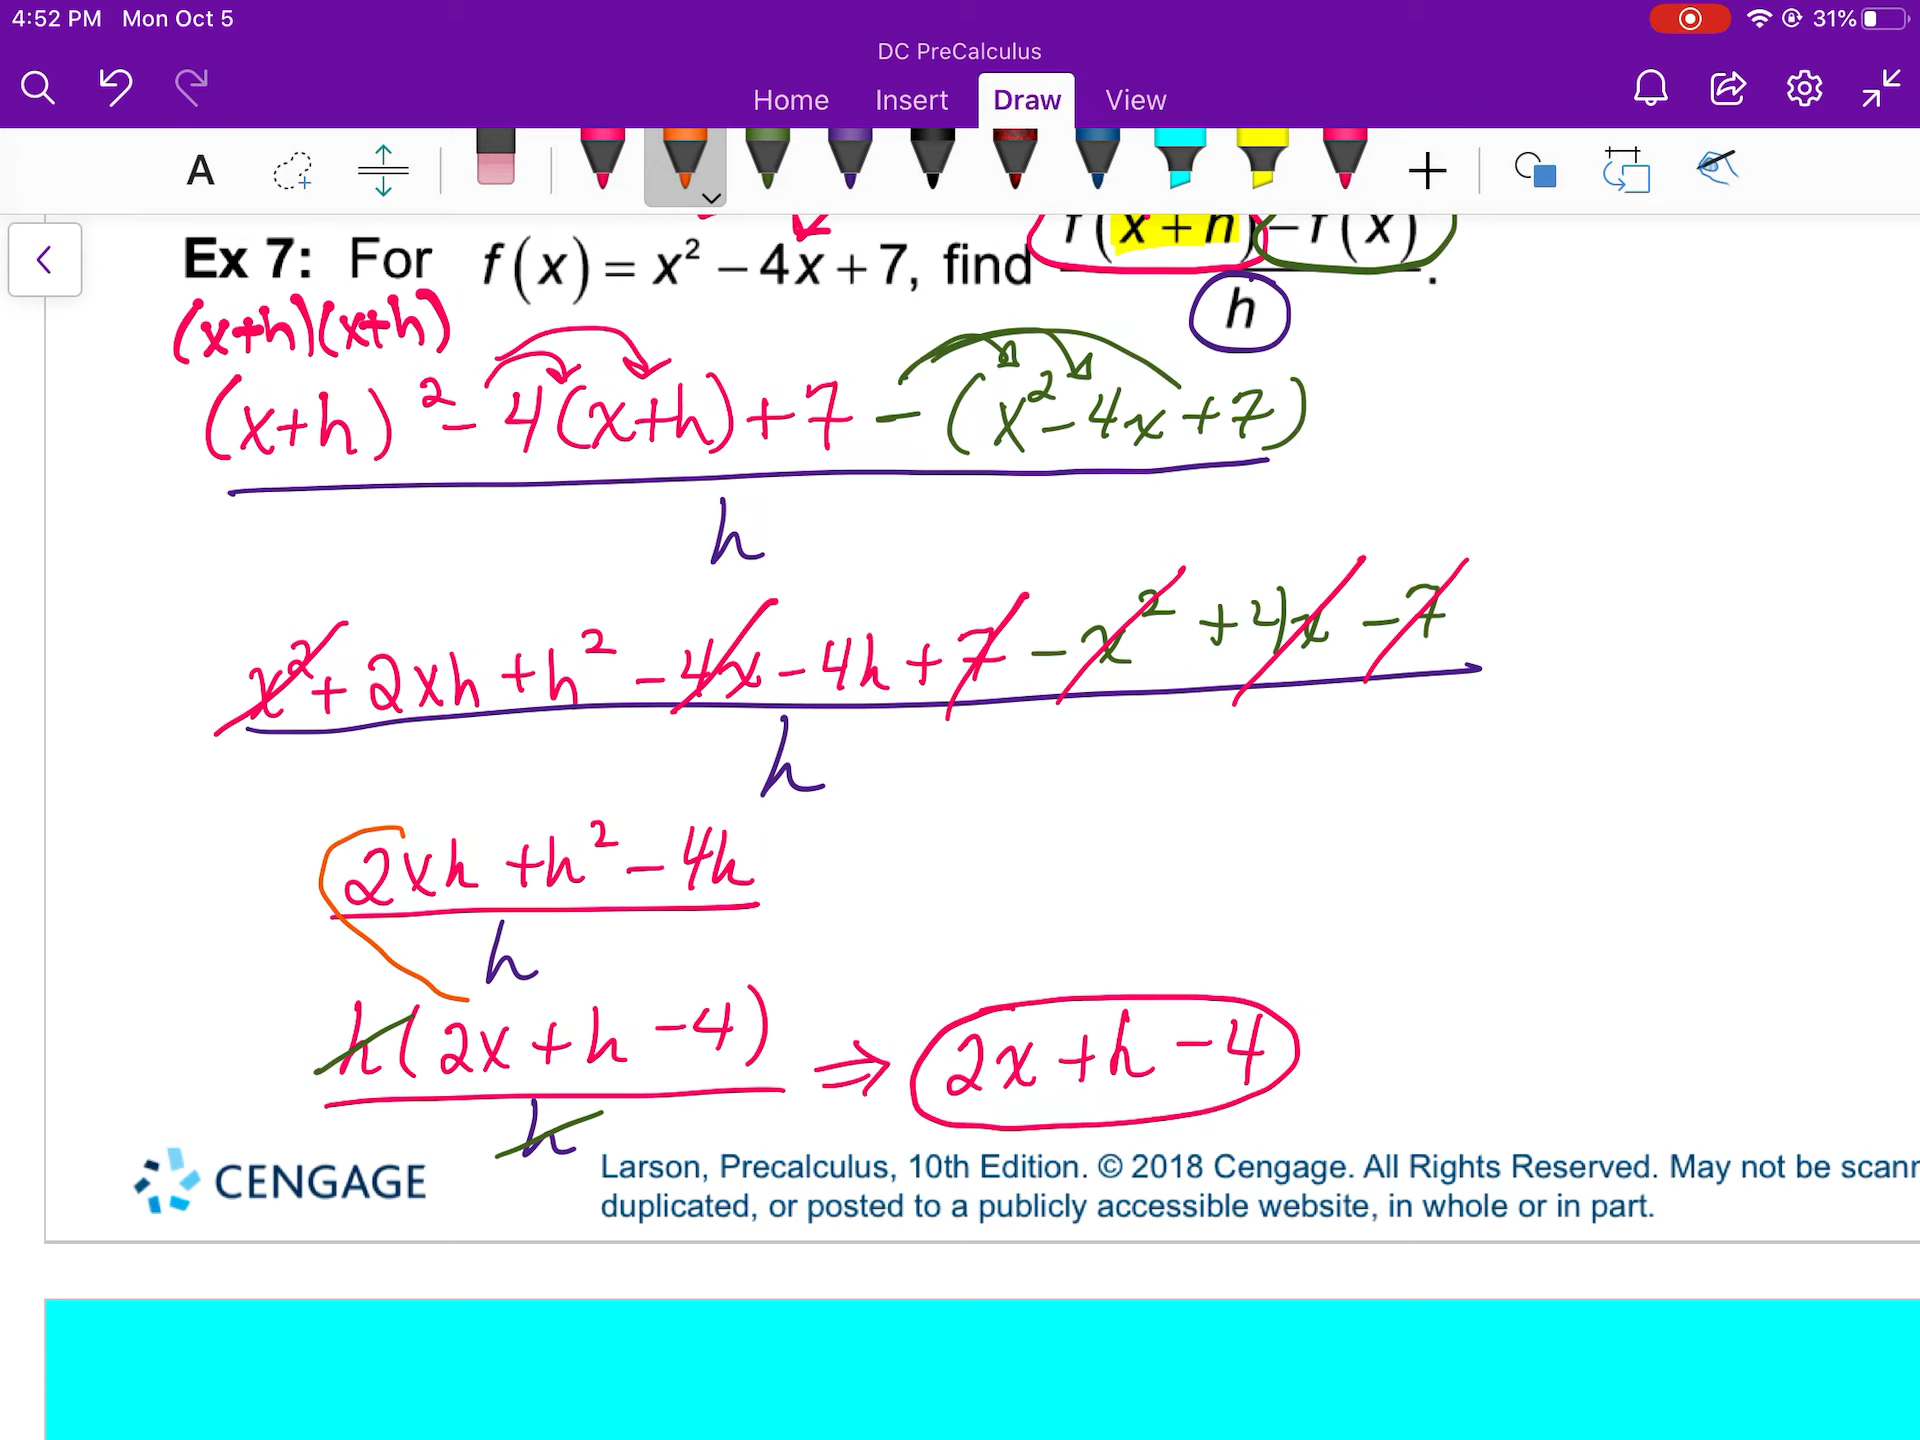 4:52 PM Mon Oct 5 31%
DC PreCalculus
Home Insert Draw View
A
f(x+h)-f(x)
Ex 7: For f(x) = x² - 4x + 7, find
h
(x+h)(x+h)
(x+h)² - 4(x+h) + 7 - (x² - 4x + 7)
h
x² + 2xh + h² - 4x - 4h + 7 - x² + 4x - 7
h
2xh + h² - 4h
h
h(2x + h - 4) ⇒ 2x + h - 4
h
CENGAGE
Larson, Precalculus, 10th Edition. © 2018 Cengage. All Rights Reserved. May not be scann
duplicated, or posted to a publicly accessible website, in whole or in part.